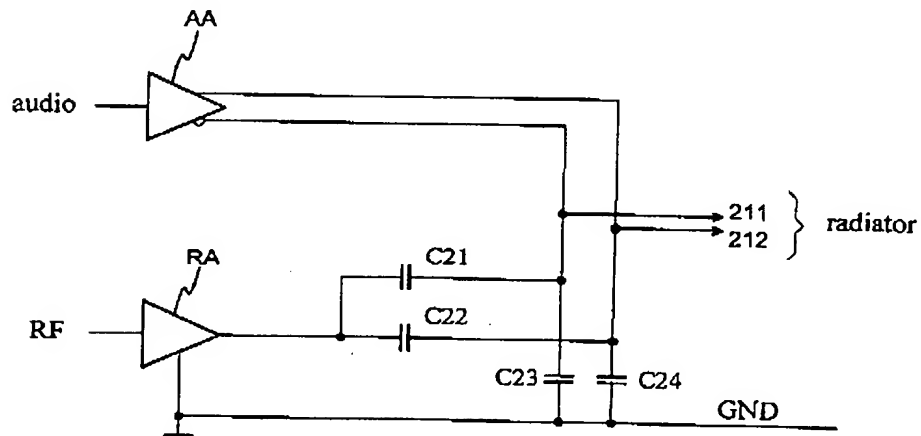 AA
audio
211
212
radiator
RA
C21
RF
C22
C23
C24
GND